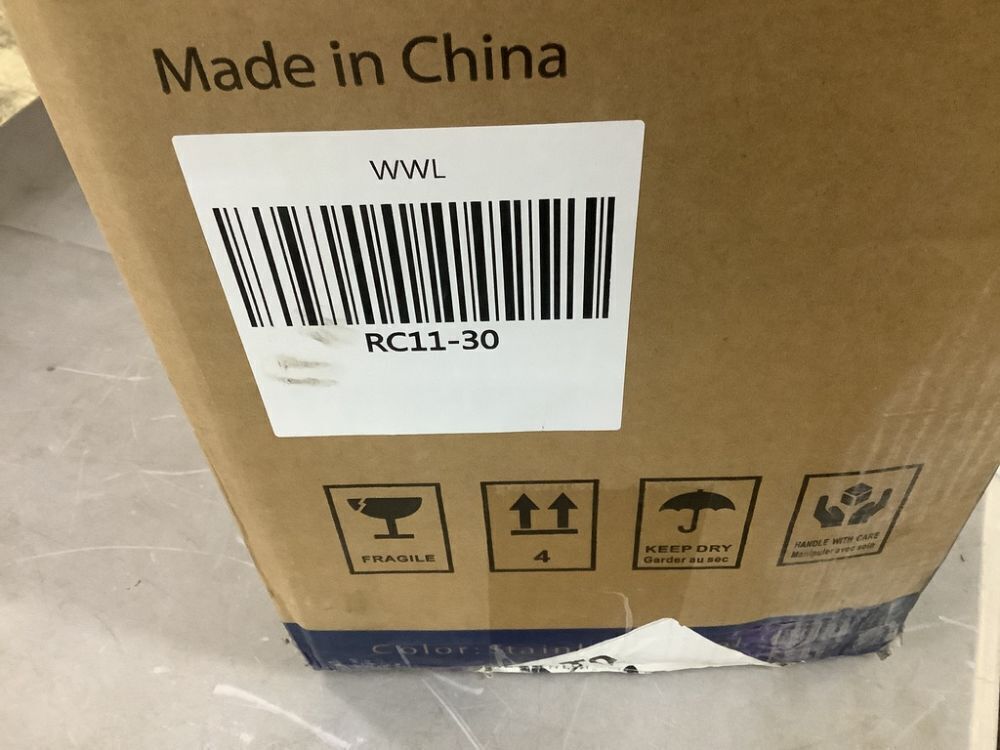 Made in China
WWL
RC11-30
FRAGILE
4
KEEP DRY
Garder au sec
HANDLE WITH CARE
Manipuler avec soin
Color: